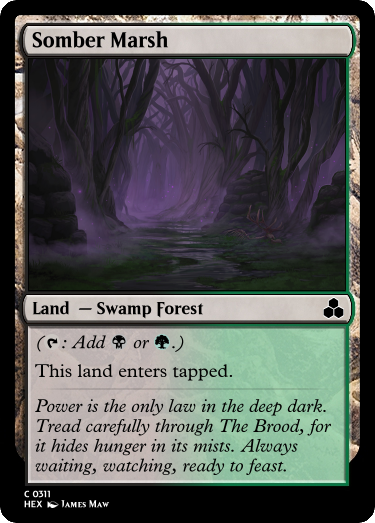 Somber Marsh
Land — Swamp Forest
( : Add or .)
This land enters tapped.
Power is the only law in the deep dark.
Tread carefully through The Brood, for
it hides hunger in its mists. Always
waiting, watching, ready to feast.
C 0311
HEX James Maw